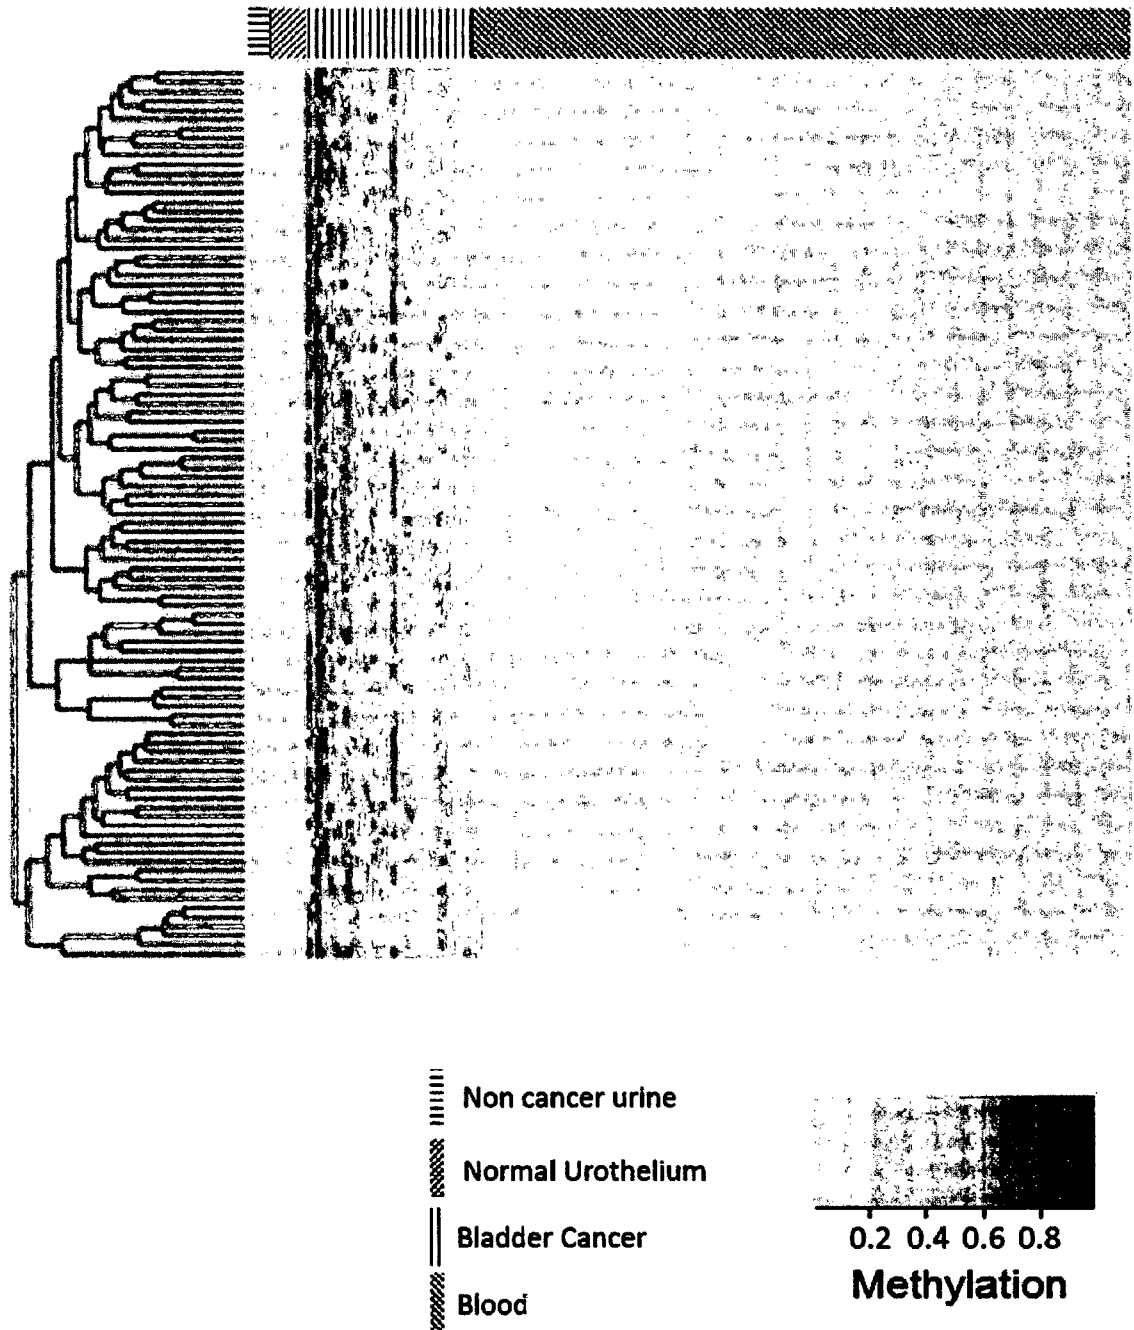 Non cancer urine
Normal Urothelium
Bladder Cancer
Blood
0.2 0.4 0.6 0.8
Methylation